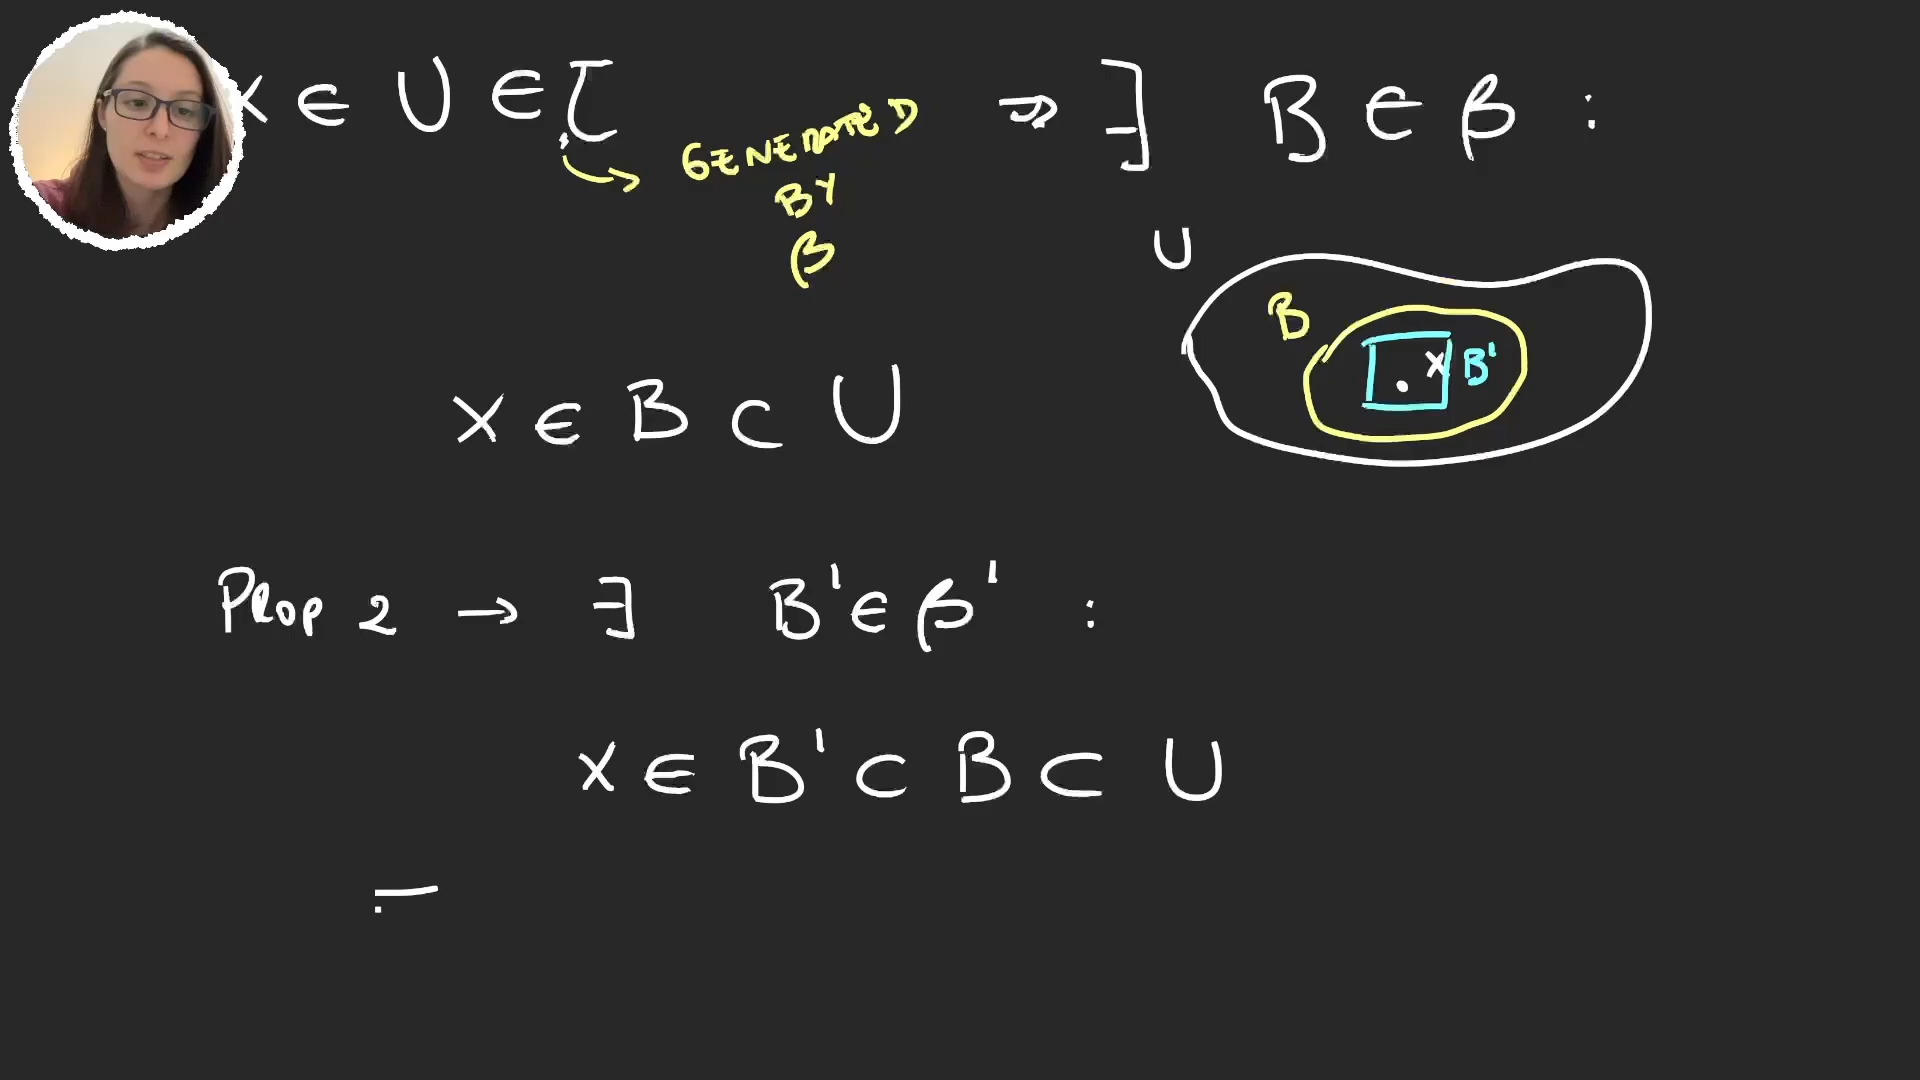 x ∈ U ∈ τ ⇒ ∃ B ∈ β :
GENERATED
BY
β
U
B
x B'
x ∈ B ⊂ U
PROP 2 → ∃ B' ∈ β' :
x ∈ B' ⊂ B ⊂ U